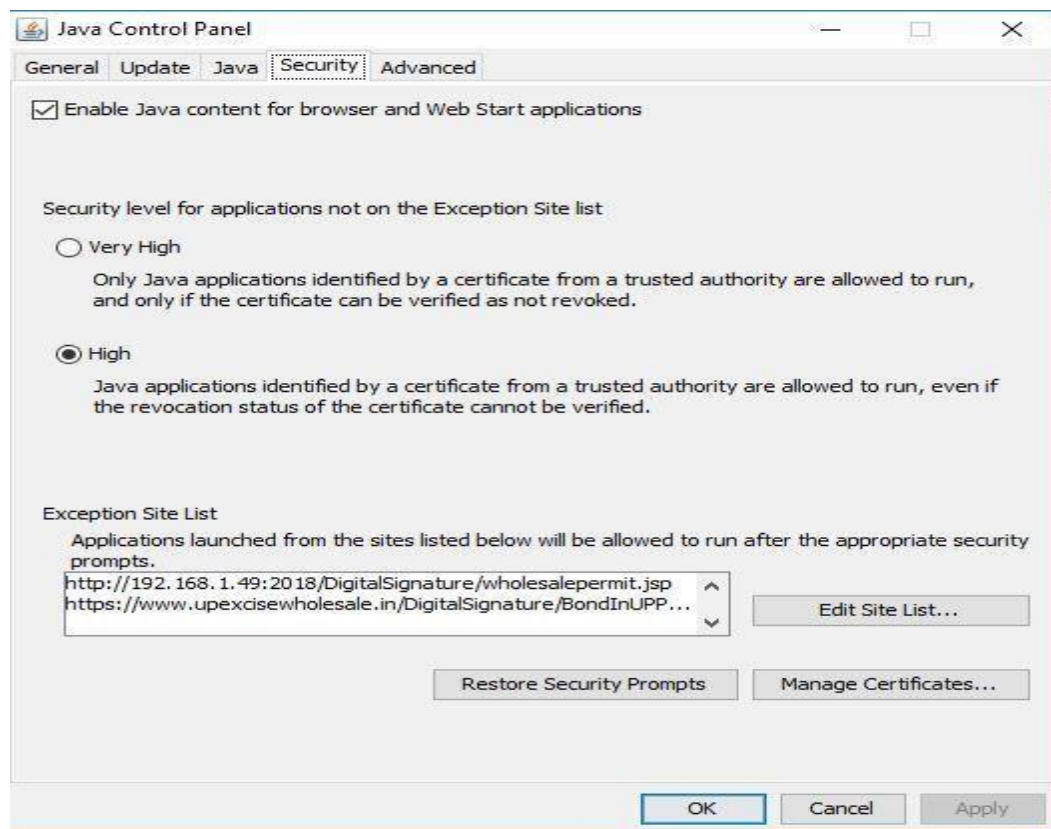 Java Control Panel
General Update Java Security Advanced
Enable Java content for browser and Web Start applications
Security level for applications not on the Exception Site list
Very High
Only Java applications identified by a certificate from a trusted authority are allowed to run,
and only if the certificate can be verified as not revoked.
High
Java applications identified by a certificate from a trusted authority are allowed to run, even if
the revocation status of the certificate cannot be verified.
Exception Site List
Applications launched from the sites listed below will be allowed to run after the appropriate security
prompts.
http://192.168.1.49:2018/DigitalSignature/wholesalepermit.jsp
https://www.upexcisewholesale.in/DigitalSignature/BondInUPP...
Edit Site List...
Restore Security Prompts Manage Certificates...
OK Cancel Apply